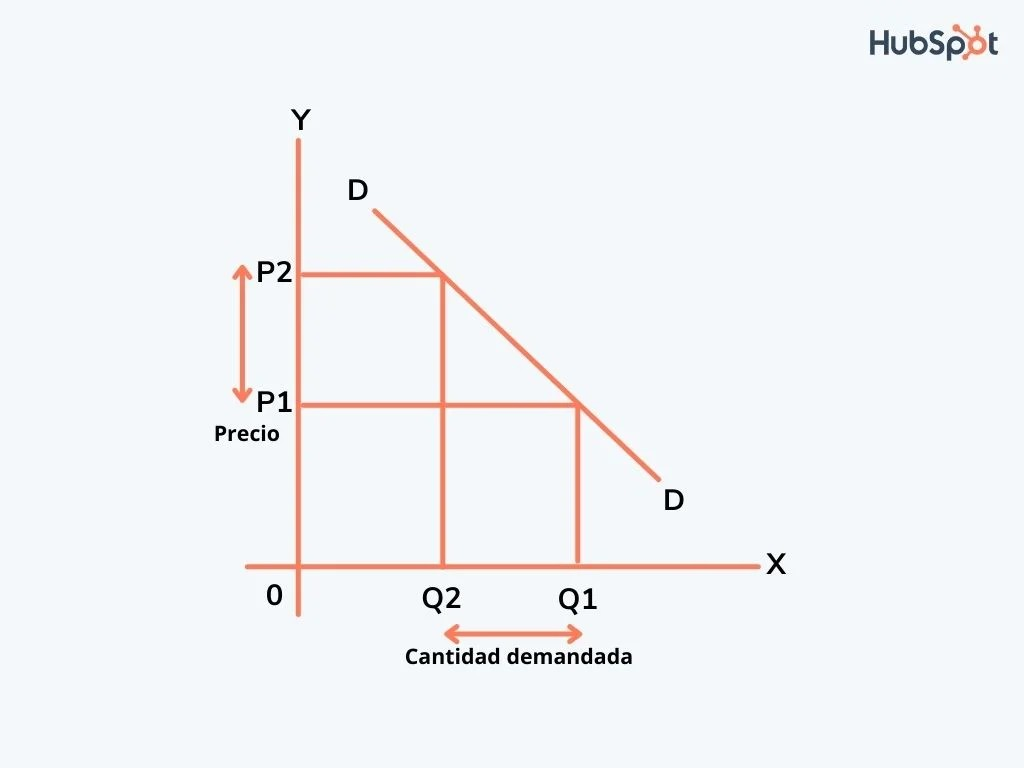 HubSpot
Y
D
P2
P1
Precio
D
X
0
Q2
Q1
Cantidad demandada